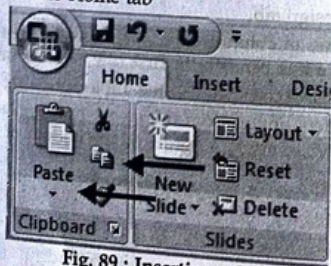 Home tab
Home Insert Desi
Layout
Reset
Paste New
Slide Delete
Clipboard Slides
Fig. 89 : Inserti